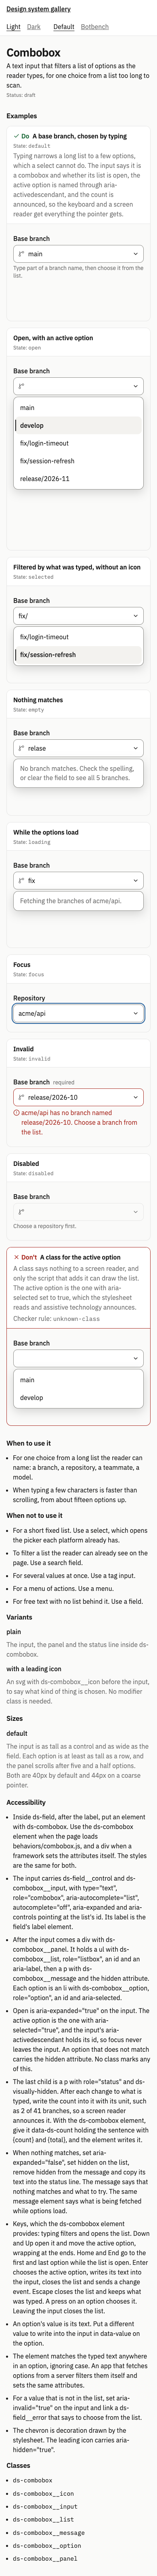 Design system gallery
Light Dark Default Botbench
Combobox
A text input that filters a list of options as the
reader types, for one choice from a list too long to
scan.
Status: draft
Examples
Do A base branch, chosen by typing
State: default
Typing narrows a long list to a few options,
which a select cannot do. The input says it is a
combobox and whether its list is open, the
active option is named through aria-
activedescendant, and the count is
announced, so the keyboard and a screen
reader get everything the pointer gets.
Base branch
main
Type part of a branch name, then choose it from the
list.
Open, with an active option
State: open
Base branch
main
develop
fix/login-timeout
fix/session-refresh
release/2026-11
Filtered by what was typed, without an icon
State: selected
Base branch
fix/
fix/login-timeout
fix/session-refresh
Nothing matches
State: empty
Base branch
relase
No branch matches. Check the spelling,
or clear the field to see all 5 branches.
While the options load
State: loading
Base branch
fix
Fetching the branches of acme/api.
Focus
State: focus
Repository
acme/api
Invalid
State: invalid
Base branch required
release/2026-10
acme/api has no branch named
release/2026-10. Choose a branch from
the list.
Disabled
State: disabled
Base branch
Choose a repository first.
Don't A class for the active option
A class says nothing to a screen reader, and
only the script that adds it can draw the list.
The active option is the one with aria-
selected set to true, which the stylesheet
reads and assistive technology announces.
Checker rule: unknown-class
Base branch
main
develop
When to use it
For one choice from a long list the reader can
name: a branch, a repository, a teammate, a
model.
When typing a few characters is faster than
scrolling, from about fifteen options up.
When not to use it
For a short fixed list. Use a select, which opens
the picker each platform already has.
To filter a list the reader can already see on the
page. Use a search field.
For several values at once. Use a tag input.
For a menu of actions. Use a menu.
For free text with no list behind it. Use a field.
Variants
plain
The input, the panel and the status line inside ds-
combobox.
with a leading icon
An svg with ds-combobox__icon before the input,
to say what kind of thing is chosen. No modifier
class is needed.
Sizes
default
The input is as tall as a control and as wide as the
field. Each option is at least as tall as a row, and
the panel scrolls after five and a half options.
Both are 40px by default and 44px on a coarse
pointer.
Accessibility
Inside ds-field, after the label, put an element
with ds-combobox. Use the ds-combobox
element when the page loads
behaviors/combobox.js, and a div when a
framework sets the attributes itself. The styles
are the same for both.
The input carries ds-field__control and ds-
combobox__input, with type="text",
role="combobox", aria-autocomplete="list",
autocomplete="off", aria-expanded and aria-
controls pointing at the list's id. Its label is the
field's label element.
After the input comes a div with ds-
combobox__panel. It holds a ul with ds-
combobox__list, role="listbox", an id and an
aria-label, then a p with ds-
combobox__message and the hidden attribute.
Each option is an li with ds-combobox__option,
role="option", an id and aria-selected.
Open is aria-expanded="true" on the input. The
active option is the one with aria-
selected="true", and the input's aria-
activedescendant holds its id, so focus never
leaves the input. An option that does not match
carries the hidden attribute. No class marks any
of this.
The last child is a p with role="status" and ds-
visually-hidden. After each change to what is
typed, write the count into it with its unit, such
as 2 of 41 branches, so a screen reader
announces it. With the ds-combobox element,
give it data-count holding the sentence with
{count} and {total}, and the element writes it.
When nothing matches, set aria-
expanded="false", set hidden on the list,
remove hidden from the message and copy its
text into the status line. The message says that
nothing matches and what to try. The same
message element says what is being fetched
while options load.
Keys, which the ds-combobox element
provides: typing filters and opens the list. Down
and Up open it and move the active option,
wrapping at the ends. Home and End go to the
first and last option while the list is open. Enter
chooses the active option, writes its text into
the input, closes the list and sends a change
event. Escape closes the list and keeps what
was typed. A press on an option chooses it.
Leaving the input closes the list.
An option's value is its text. Put a different
value to write into the input in data-value on
the option.
The element matches the typed text anywhere
in an option, ignoring case. An app that fetches
options from a server filters them itself and
sets the same attributes.
For a value that is not in the list, set aria-
invalid="true" on the input and link a ds-
field__error that says to choose from the list.
The chevron is decoration drawn by the
stylesheet. The leading icon carries aria-
hidden="true".
Classes
ds-combobox
ds-combobox__icon
ds-combobox__input
ds-combobox__list
ds-combobox__message
ds-combobox__option
ds-combobox__panel